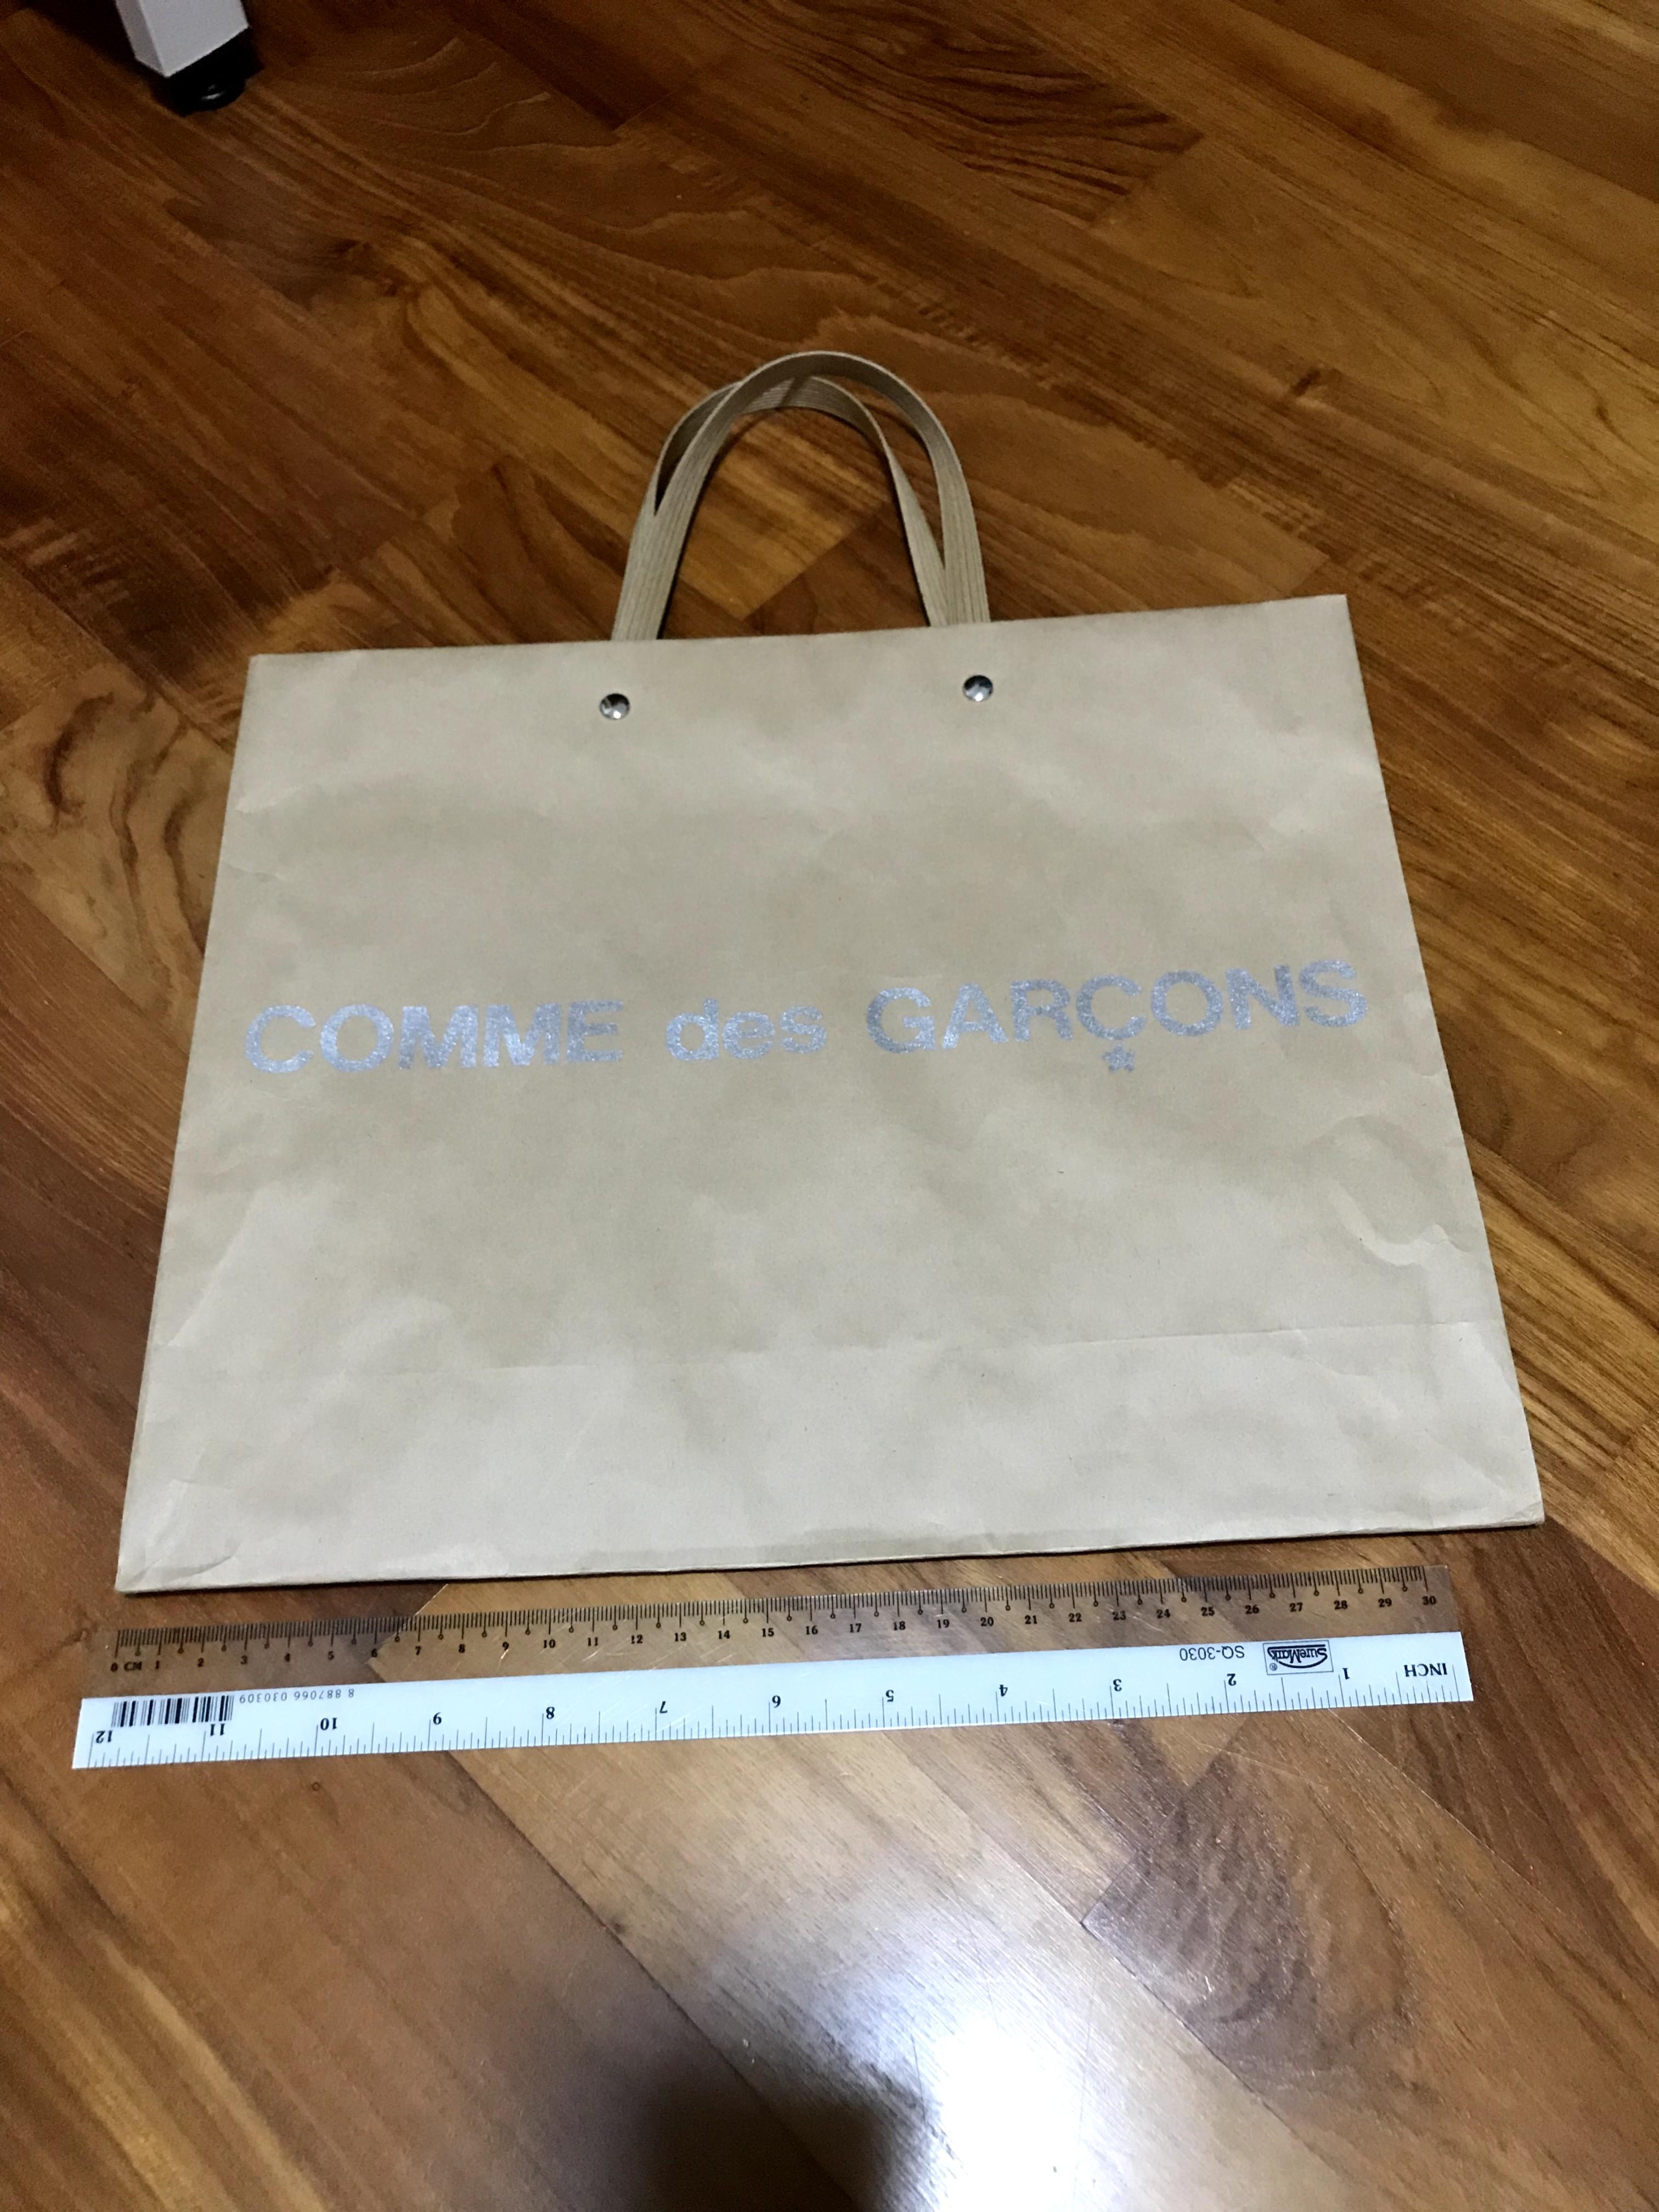 COMME des GARÇONS
0 CM 1 2 3 4 5 6 7 8 9 10 11 12 13 14 15 16 17 18 19 20 21 22 23 24 25 26 27 28 29 30
INCH 1 2 3 4 5 6 7 8 9 10 11 12
SureMark®
SQ-3030
8 887066 030309